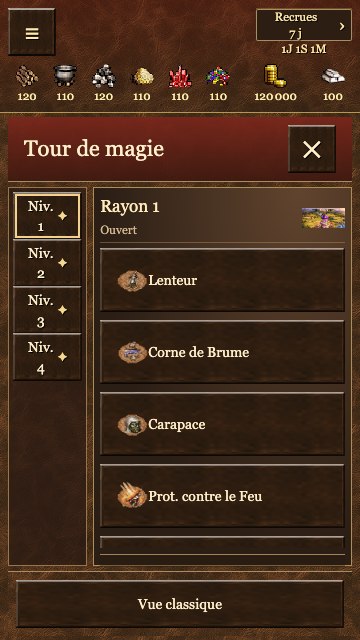 ≡
Recrues
7 j
›
1J 1S 1M
120 110 120 110 110 110 120 000 100
Tour de magie
×
Niv.
1
Niv.
2
Niv.
3
Niv.
4
Rayon 1
Ouvert
Lenteur
Corne de Brume
Carapace
Prot. contre le Feu
Vue classique